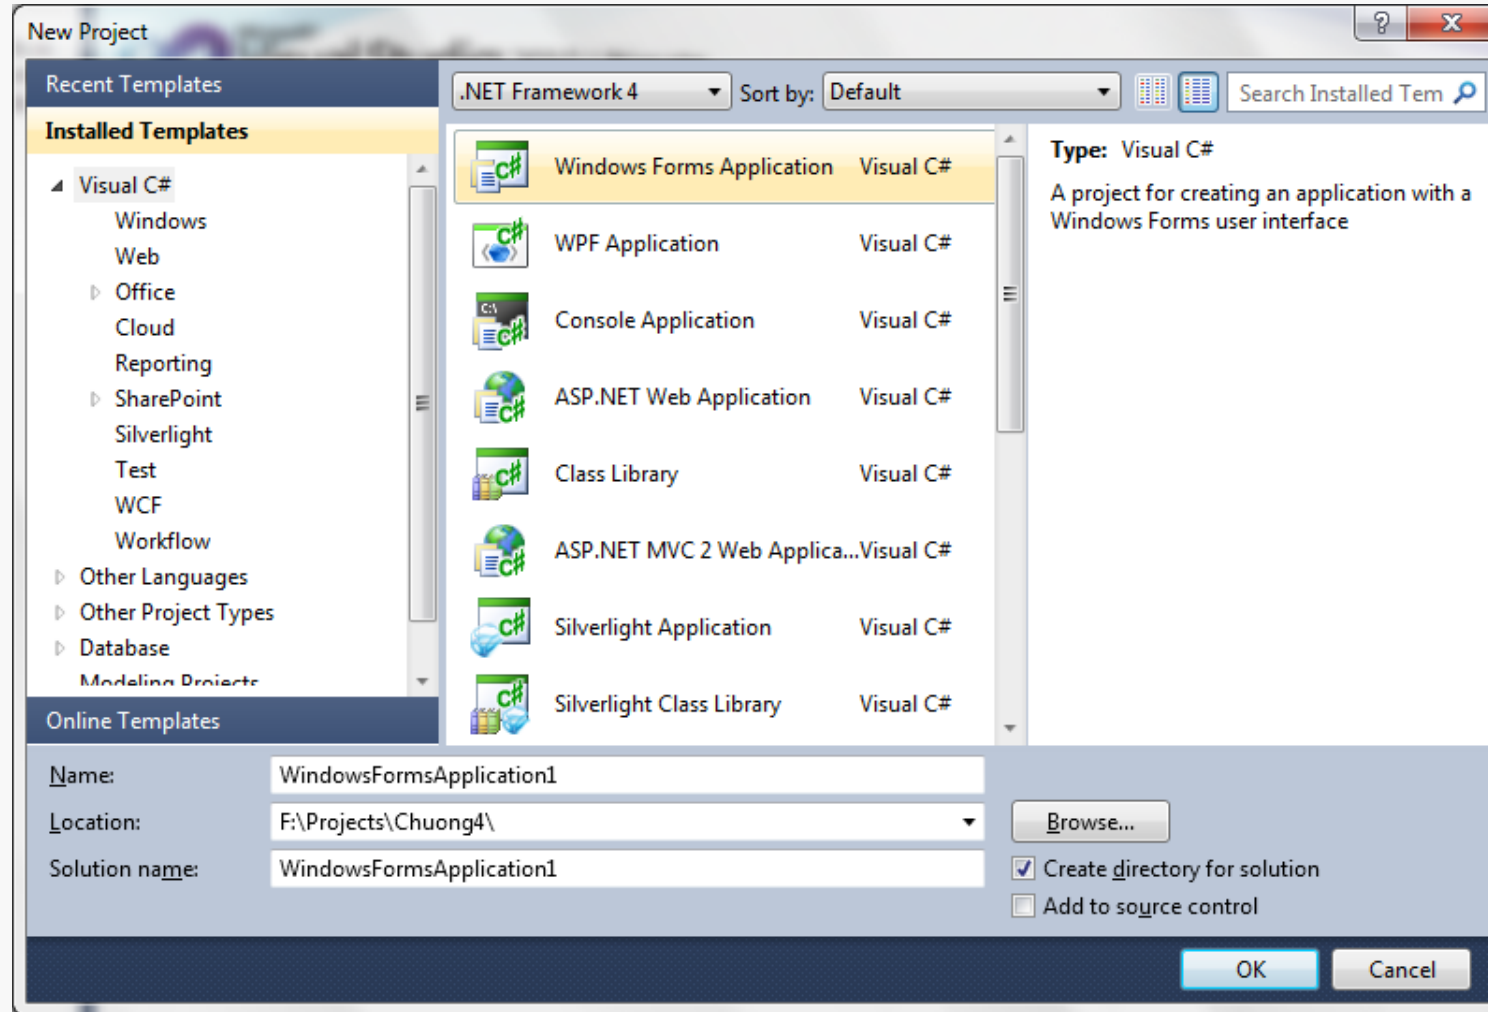 New Project
Recent Templates
Installed Templates
Visual C#
Windows
Web
Office
Cloud
Reporting
SharePoint
Silverlight
Test
WCF
Workflow
Other Languages
Other Project Types
Database
Modeling Projects
Online Templates
.NET Framework 4
Sort by: Default
Search Installed Tem
Windows Forms Application Visual C#
WPF Application Visual C#
Console Application Visual C#
ASP.NET Web Application Visual C#
Class Library Visual C#
ASP.NET MVC 2 Web Applica...Visual C#
Silverlight Application Visual C#
Silverlight Class Library Visual C#
Type: Visual C#
A project for creating an application with a
Windows Forms user interface
Name: WindowsFormsApplication1
Location: F:\Projects\Chuong4\
Browse...
Solution name: WindowsFormsApplication1
Create directory for solution
Add to source control
OK Cancel